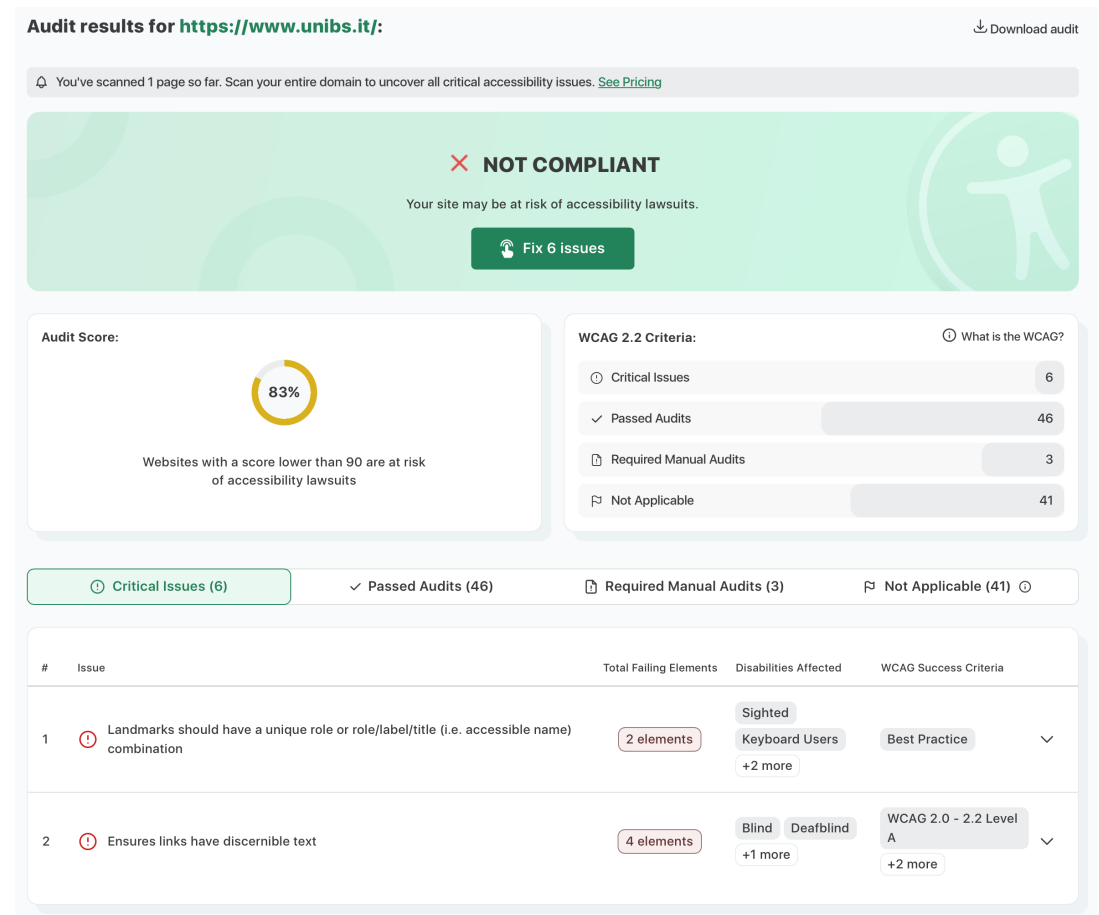 Audit results for https://www.unibs.it/:
Download audit
You've scanned 1 page so far. Scan your entire domain to uncover all critical accessibility issues. See Pricing
NOT COMPLIANT
Your site may be at risk of accessibility lawsuits.
Fix 6 issues
Audit Score:
83%
Websites with a score lower than 90 are at risk
of accessibility lawsuits
WCAG 2.2 Criteria:
What is the WCAG?
Critical Issues 6
Passed Audits 46
Required Manual Audits 3
Not Applicable 41
Critical Issues (6) Passed Audits (46) Required Manual Audits (3) Not Applicable (41)
# Issue Total Failing Elements Disabilities Affected WCAG Success Criteria
1
Landmarks should have a unique role or role/label/title (i.e. accessible name)
combination
2 elements
Sighted
Keyboard Users
+2 more
Best Practice
2
Ensures links have discernible text
4 elements
Blind Deafblind
+1 more
WCAG 2.0 - 2.2 Level
A
+2 more